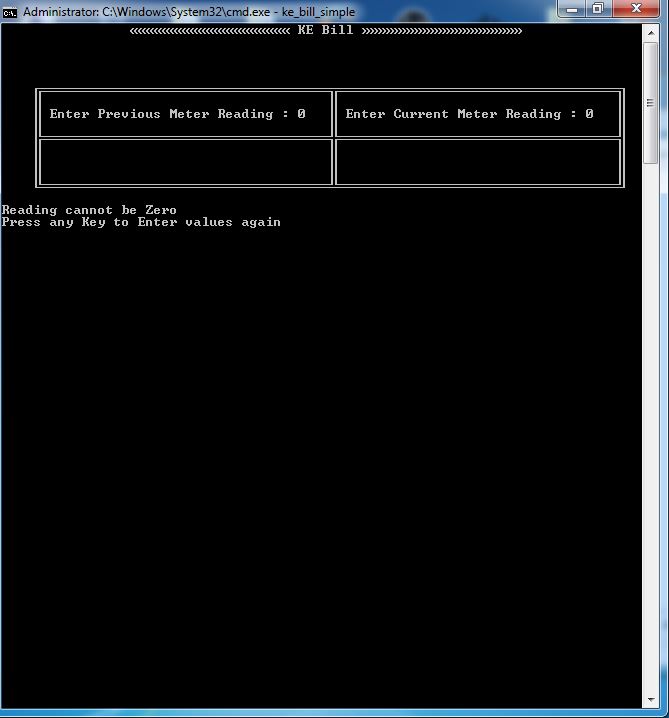 Administrator: C:\Windows\System32\cmd.exe - ke_bill_simple
<<<<<<<<<<<<<<<<<<<<<<<<<<<<<<<< KE Bill >>>>>>>>>>>>>>>>>>>>>>>>>>>>>>>>
Enter Previous Meter Reading : 0 Enter Current Meter Reading : 0
Reading cannot be Zero
Press any Key to Enter values again